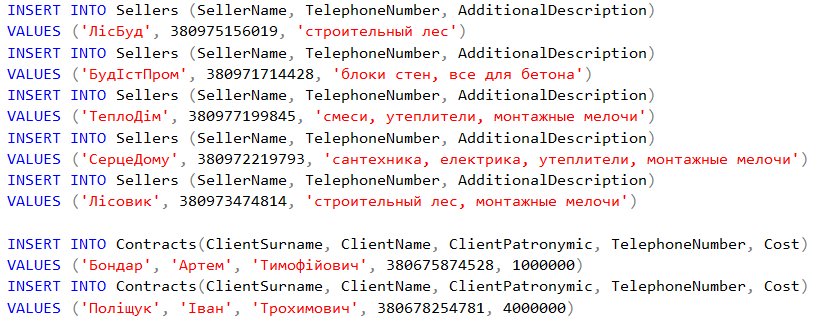 INSERT INTO Sellers (SellerName, TelephoneNumber, AdditionalDescription)
VALUES ('ЛісБуд', 380975156019, 'строительный лес')
INSERT INTO Sellers (SellerName, TelephoneNumber, AdditionalDescription)
VALUES ('БудІстПром', 380971714428, 'блоки стен, все для бетона')
INSERT INTO Sellers (SellerName, TelephoneNumber, AdditionalDescription)
VALUES ('ТеплоДім', 380977199845, 'смеси, утеплители, монтажные мелочи')
INSERT INTO Sellers (SellerName, TelephoneNumber, AdditionalDescription)
VALUES ('СерцеДому', 380972219793, 'сантехника, електрика, утеплители, монтажные мелочи')
INSERT INTO Sellers (SellerName, TelephoneNumber, AdditionalDescription)
VALUES ('Лісовик', 380973474814, 'строительный лес, монтажные мелочи')
INSERT INTO Contracts(ClientSurname, ClientName, ClientPatronymic, TelephoneNumber, Cost)
VALUES ('Бондар', 'Артем', 'Тимофійович', 380675874528, 1000000)
INSERT INTO Contracts(ClientSurname, ClientName, ClientPatronymic, TelephoneNumber, Cost)
VALUES ('Поліщук', 'Іван', 'Трохимович', 380678254781, 4000000)